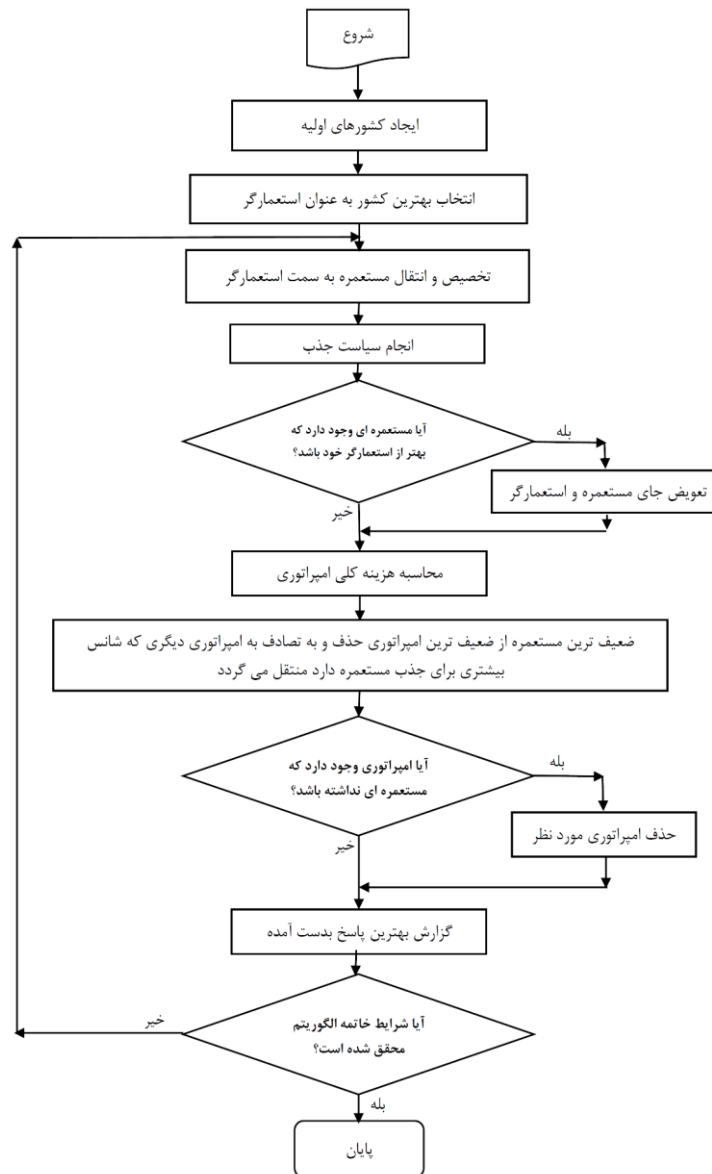 شروع
ایجاد کشورهای اولیه
انتخاب بهترین کشور به عنوان استعمارگر
تخصیص و انتقال مستعمره به سمت استعمارگر
انجام سیاست جذب
آیا مستعمره ای وجود دارد که
بهتر از استعمارگر خود باشد؟
بله
تعویض جای مستعمره و استعمارگر
خیر
محاسبه هزینه کلی امپراتوری
ضعیف ترین مستعمره از ضعیف ترین امپراتوری حذف و به تصادف به امپراتوری دیگری که شانس
بیشتری برای جذب مستعمره دارد منتقل می گردد
آیا امپراتوری وجود دارد که
مستعمره ای نداشته باشد؟
بله
حذف امپراتوری مورد نظر
خیر
گزارش بهترین پاسخ بدست آمده
آیا شرایط خاتمه الگوریتم
محقق شده است؟
خیر
بله
پایان